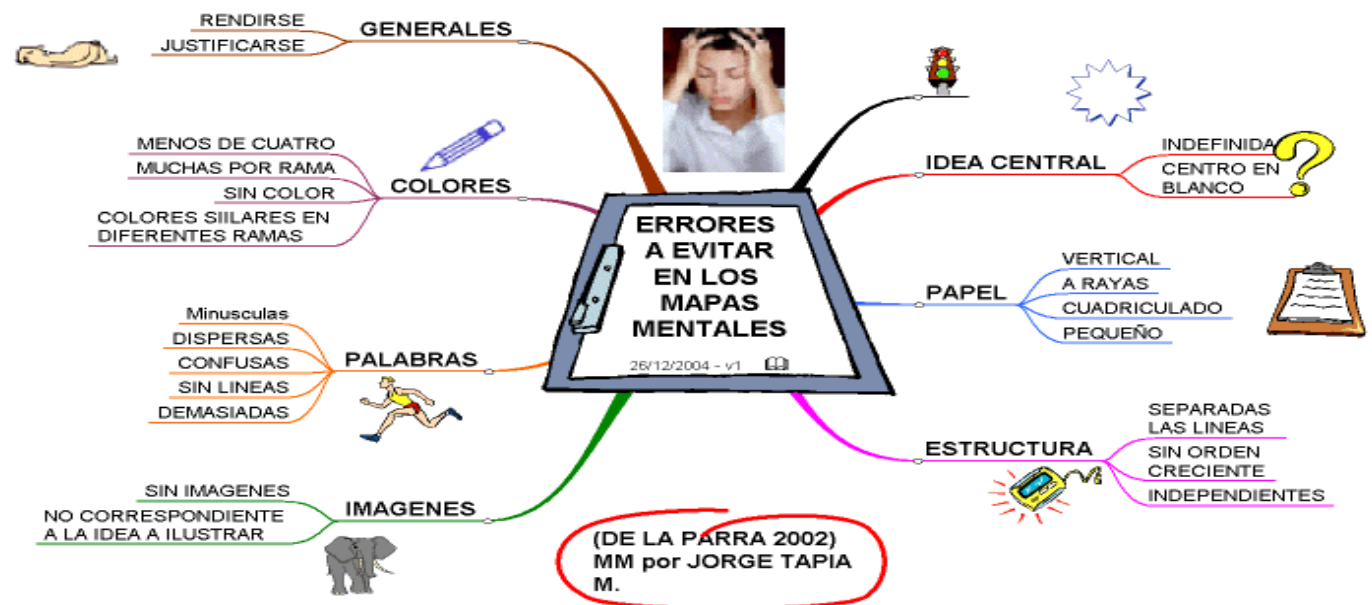 ERRORES
A EVITAR
EN LOS
MAPAS
MENTALES
26/12/2004 - v1
GENERALES
RENDIRSE
JUSTIFICARSE
COLORES
MENOS DE CUATRO
MUCHAS POR RAMA
SIN COLOR
COLORES SIILARES EN
DIFERENTES RAMAS
PALABRAS
Minusculas
DISPERSAS
CONFUSAS
SIN LINEAS
DEMASIADAS
IMAGENES
SIN IMAGENES
NO CORRESPONDIENTE
A LA IDEA A ILUSTRAR
IDEA CENTRAL
INDEFINIDA
CENTRO EN
BLANCO
PAPEL
VERTICAL
A RAYAS
CUADRICULADO
PEQUEÑO
ESTRUCTURA
SEPARADAS
LAS LINEAS
SIN ORDEN
CRECIENTE
INDEPENDIENTES
(DE LA PARRA 2002)
MM por JORGE TAPIA
M.